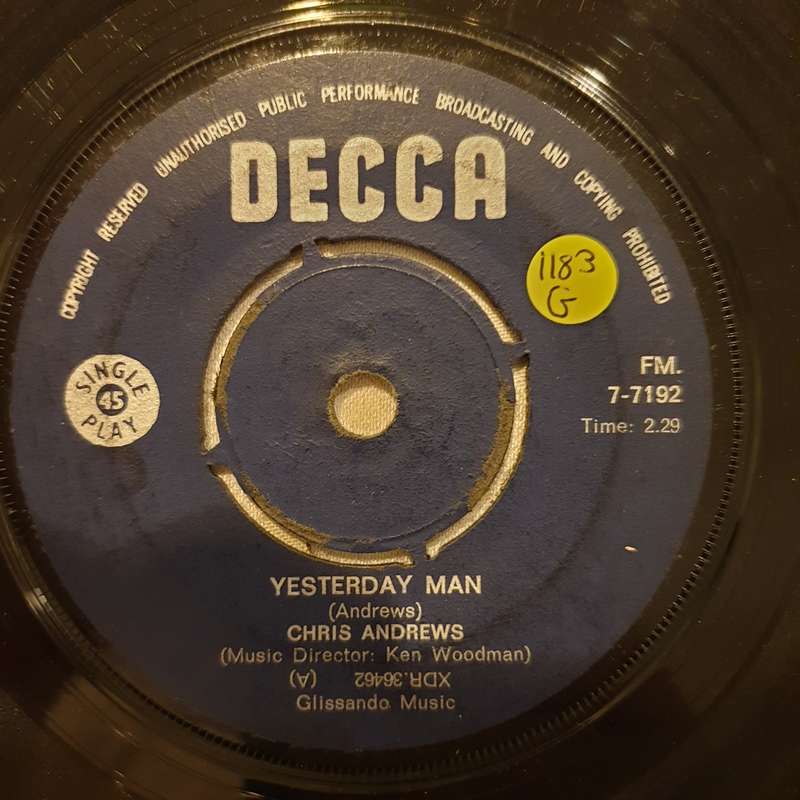 COPYRIGHT RESERVED UNAUTHORISED PUBLIC PERFORMANCE BROADCASTING AND COPYING PROHIBITED
DECCA
1183
G
SINGLE
45
PLAY
FM.
7-7192
Time: 2.29
YESTERDAY MAN
(Andrews)
CHRIS ANDREWS
(Music Director: Ken Woodman)
XDR.36462 (A)
Glissando Music